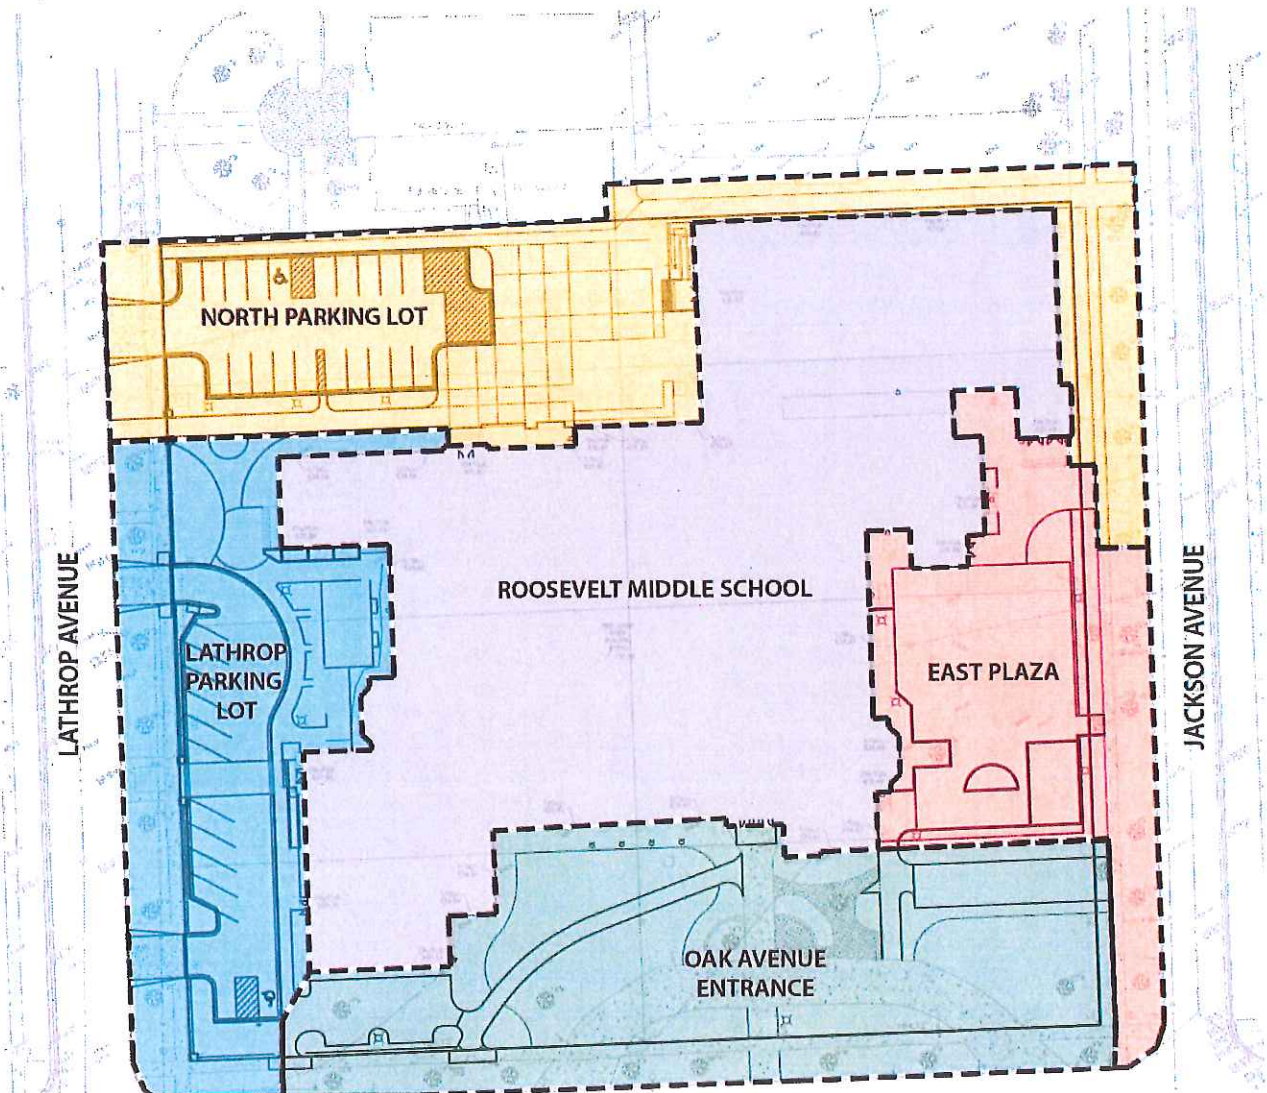 NORTH PARKING LOT
LATHROP AVENUE
ROOSEVELT MIDDLE SCHOOL
JACKSON AVENUE
LATHROP
PARKING
LOT
EAST PLAZA
OAK AVENUE
ENTRANCE